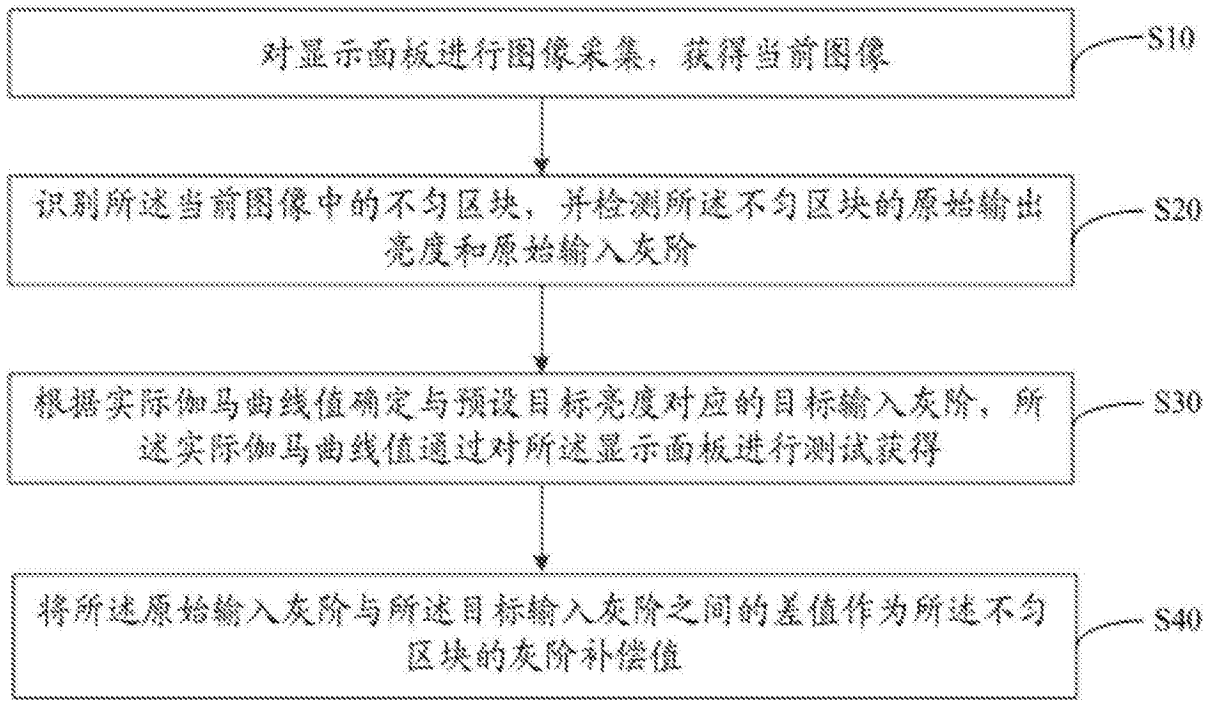 对显示面板进行图像采集，获得当前图像
S10
识别所述当前图像中的不匀区块，并检测所述不匀区块的原始输出
亮度和原始输入灰阶
S20
根据实际伽马曲线值确定与预设目标亮度对应的目标输入灰阶，所
述实际伽马曲线值通过对所述显示面板进行测试获得
S30
将所述原始输入灰阶与所述目标输入灰阶之间的差值作为所述不匀
区块的灰阶补偿值
S40